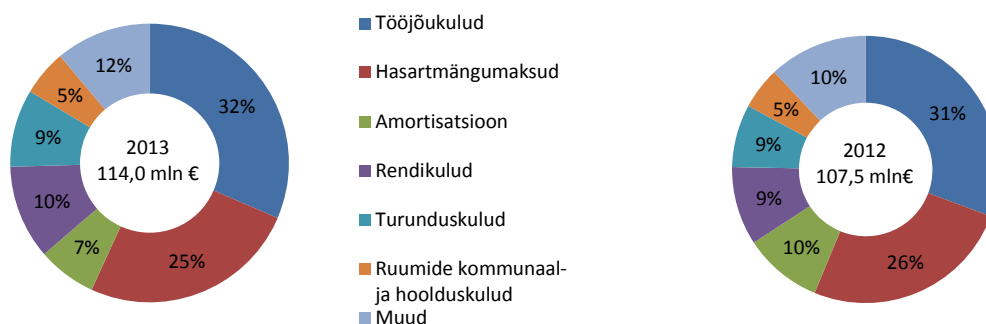 12%
32%
5%
9%
10%
7%
25%
2013
114,0 mln €
Tööjõukulud
Hasartmängumaksud
Amortisatsioon
Rendikulud
Turunduskulud
Ruumide kommunaal-
ja hoolduskulud
Muud
10%
31%
5%
9%
9%
10%
26%
2012
107,5 mln€